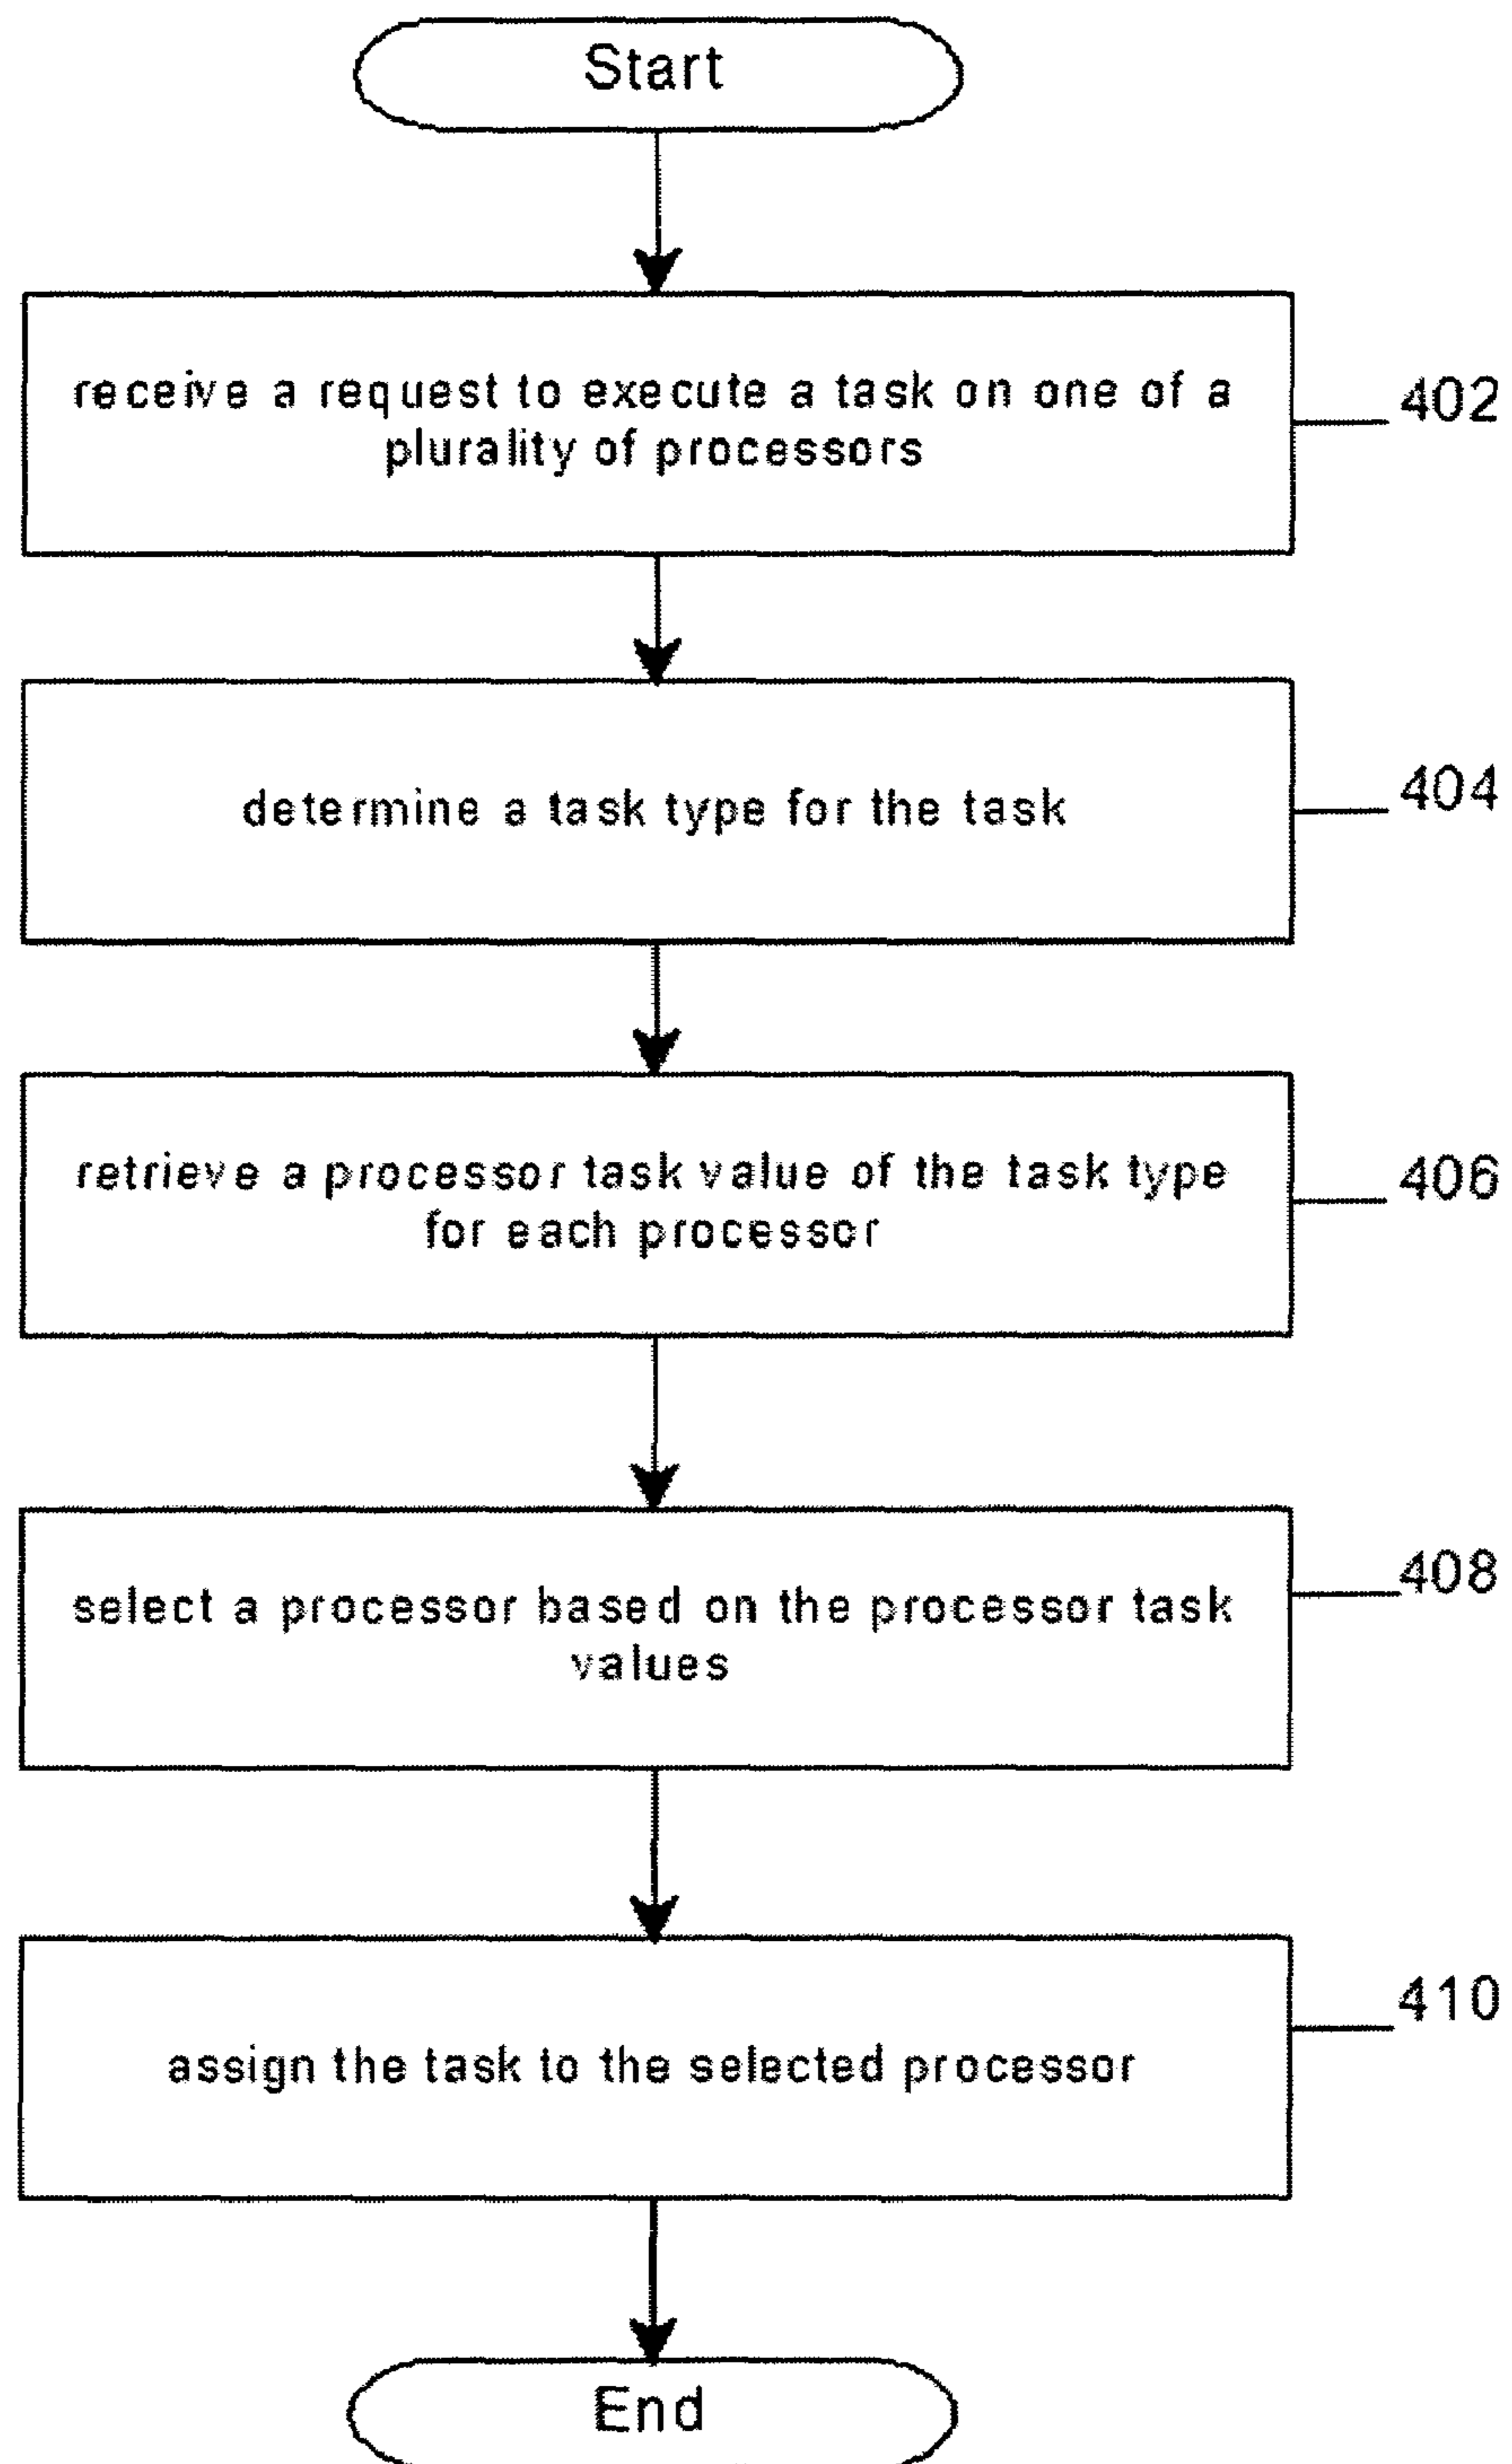 Start
receive a request to execute a task on one of a
plurality of processors
402
determine a task type for the task
404
retrieve a processor task value of the task type
for each processor
406
select a processor based on the processor task
values
408
assign the task to the selected processor
410
End